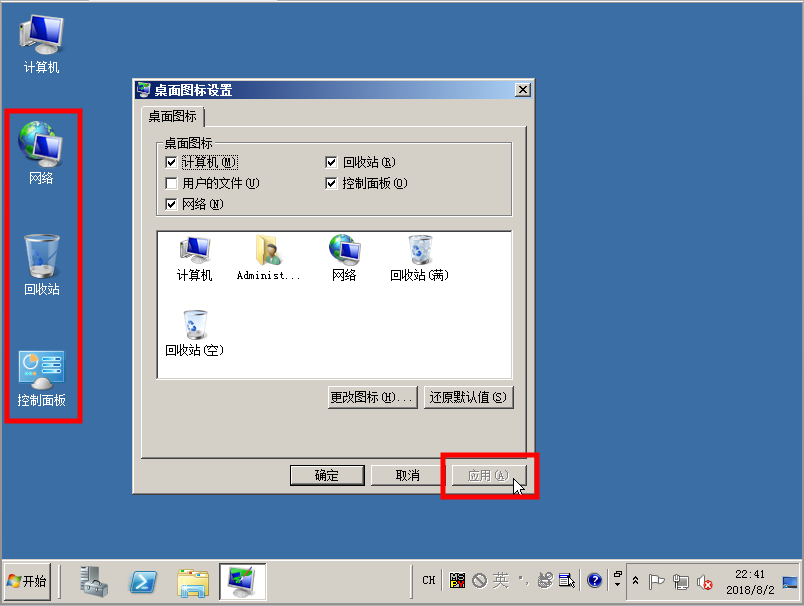 计算机
网络
回收站
控制面板
桌面图标设置
桌面图标
桌面图标
计算机(M)
回收站(R)
用户的文件(U)
控制面板(O)
网络(N)
计算机
Administ...
网络
回收站(满)
回收站(空)
更改图标(H)...
还原默认值(S)
确定
取消
应用(A)
开始
CH
英
22:41
2018/8/2